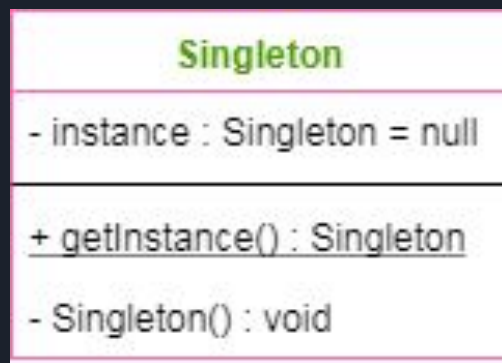 Singleton
- instance : Singleton = null
+ getInstance() : Singleton
- Singleton() : void